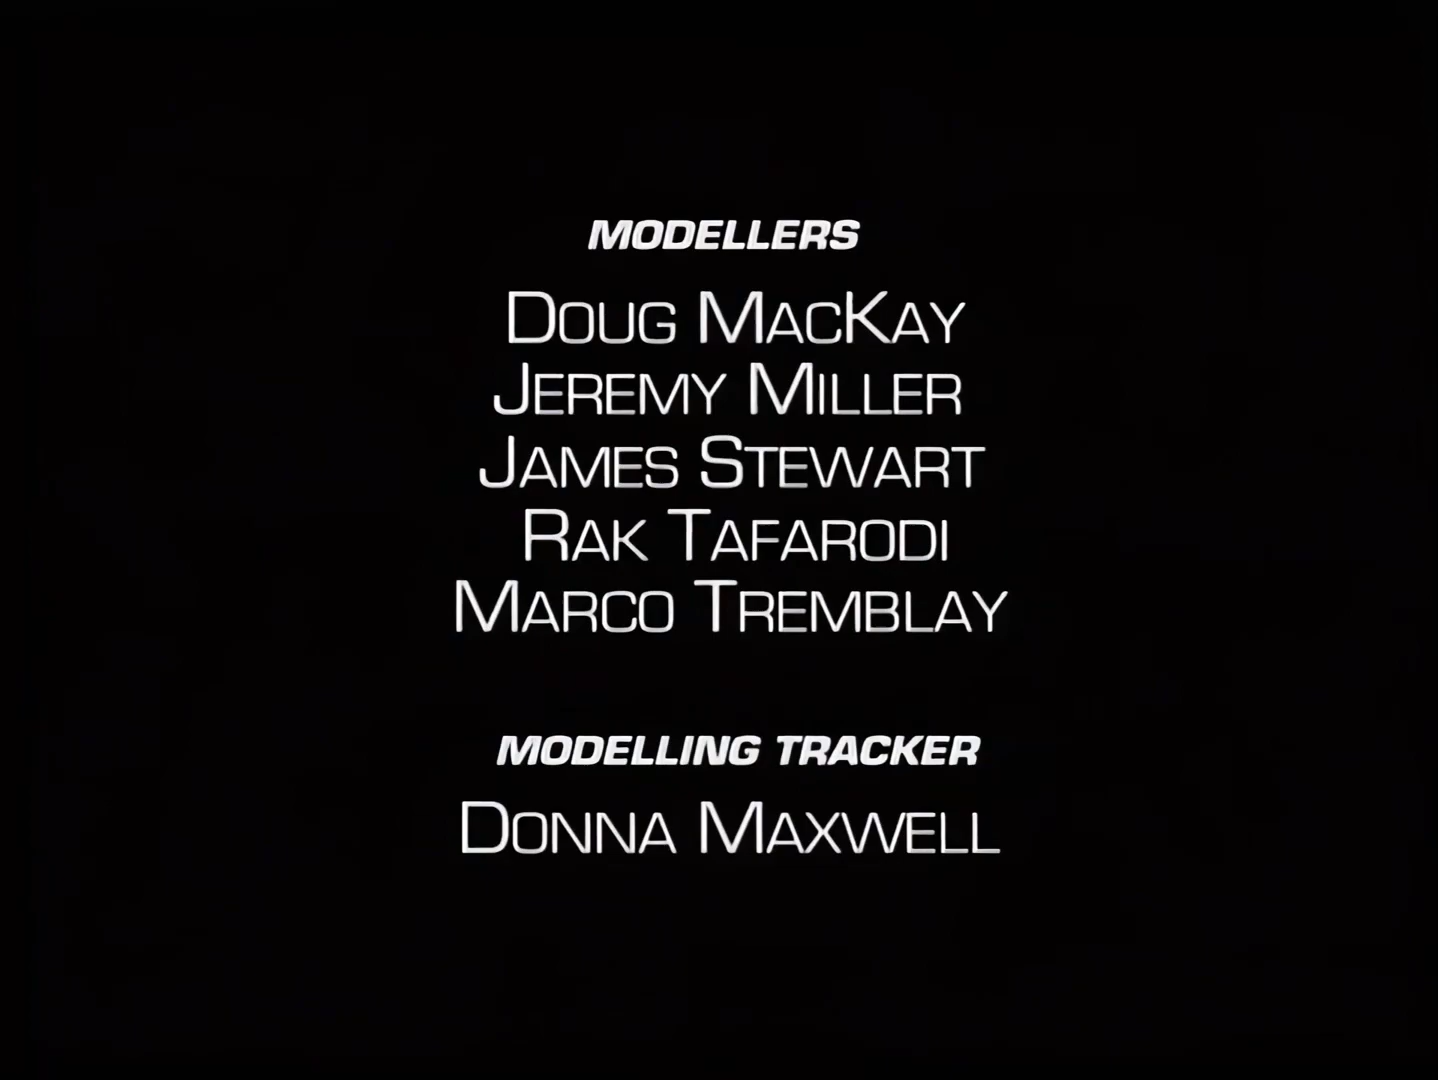 MODELLERS
DOUG MACKAY
JEREMY MILLER
JAMES STEWART
RAK TAFARODI
MARCO TREMBLAY
MODELLING TRACKER
DONNA MAXWELL